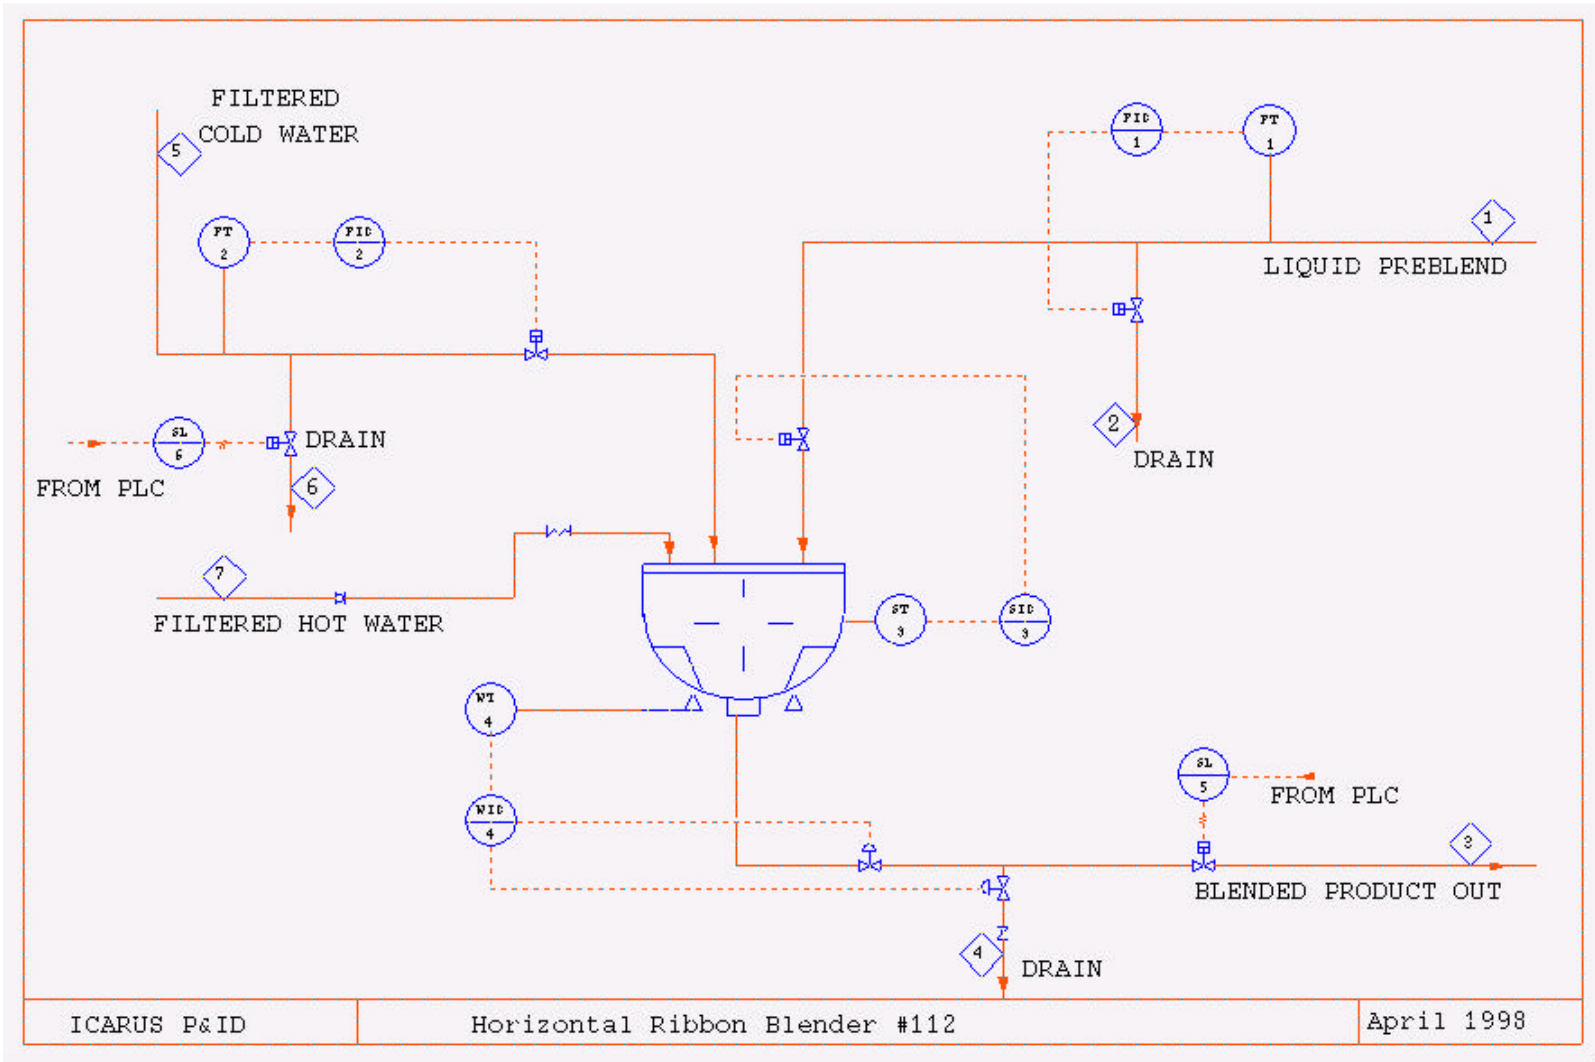 FILTERED
COLD WATER
5
FIC
1
FT
1
1
LIQUID PREBLEND
FT
2
FIC
2
2
DRAIN
SL
6
DRAIN
FROM PLC
6
7
FILTERED HOT WATER
ST
3
SIC
3
WT
4
WIC
4
SL
5
FROM PLC
3
BLENDED PRODUCT OUT
4
DRAIN
ICARUS P&ID
Horizontal Ribbon Blender #112
April 1998